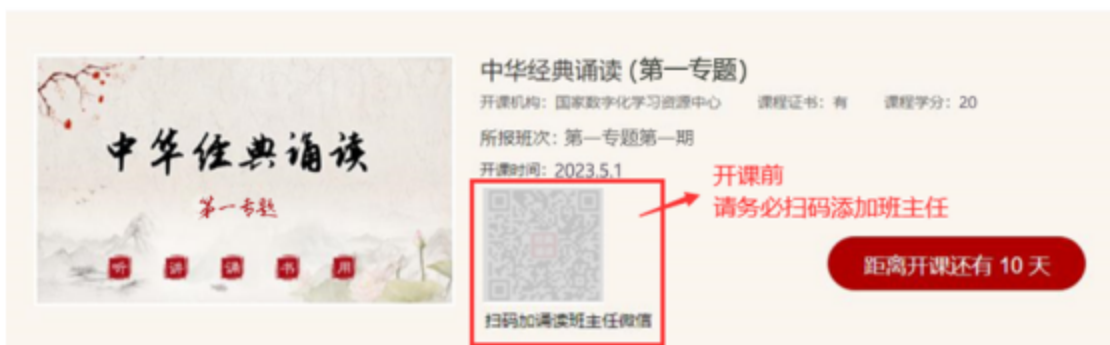 中华经典诵读
第一专题
听 讲 诵 书 用
中华经典诵读 (第一专题)
开课机构：国家数字化学习资源中心 课程证书：有 课程学分：20
所报班次：第一专题第一期
开课时间：2023.5.1
扫码加诵读班主任微信
开课前
请务必扫码添加班主任
距离开课还有 10 天